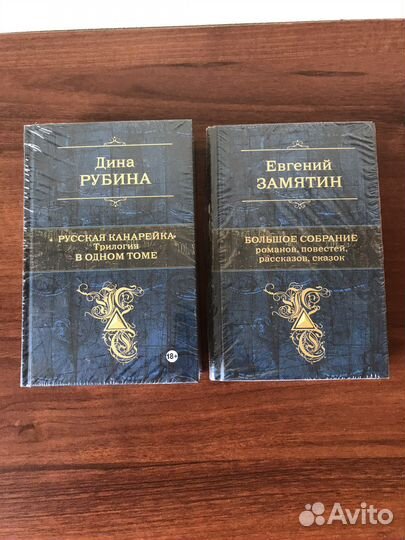 Дина
РУБИНА
РУССКАЯ КАНАРЕЙКА
Трилогия
В ОДНОМ ТОМЕ
18+
Евгений
ЗАМЯТИН
БОЛЬШОЕ СОБРАНИЕ
романов, повестей,
рассказов, сказок
Avito